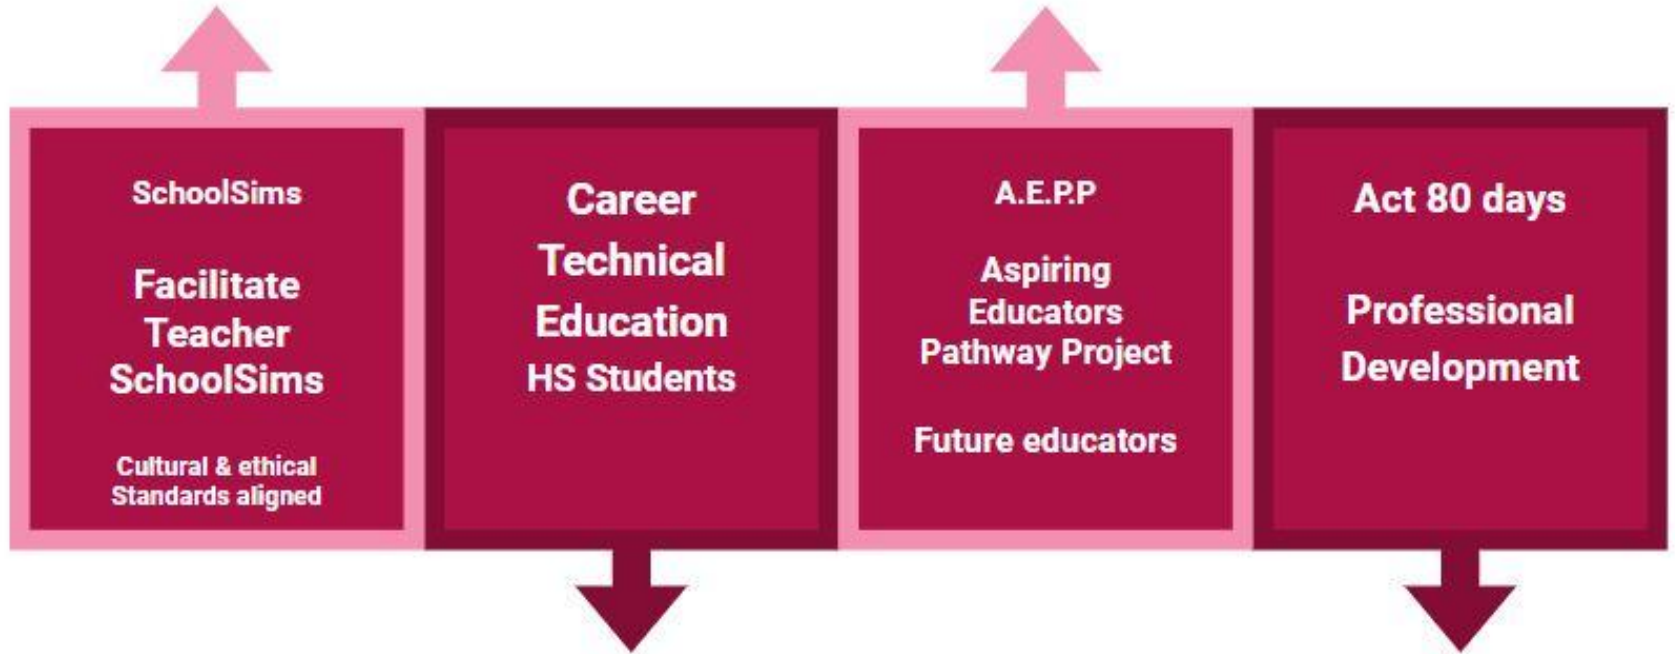 SchoolSims
Facilitate
Teacher
SchoolSims
Cultural & ethical
Standards aligned
Career
Technical
Education
HS Students
A.E.P.P
Aspiring
Educators
Pathway Project
Future educators
Act 80 days
Professional
Development